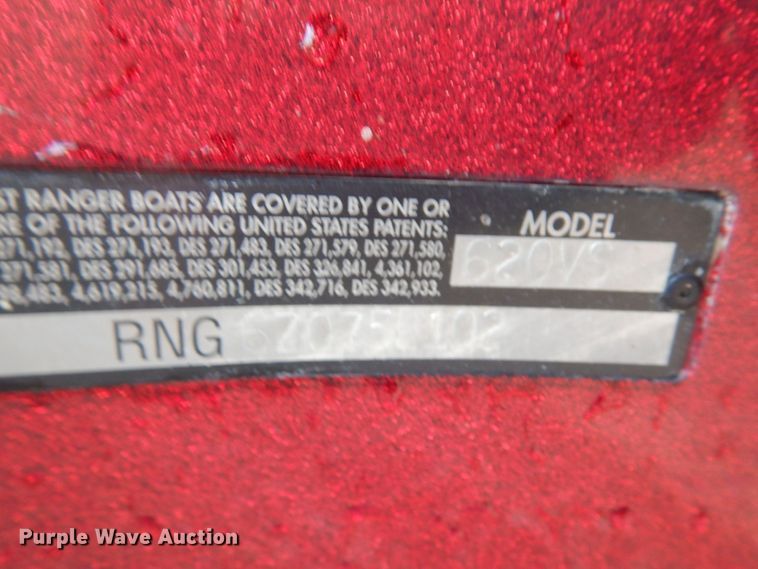 ST RANGER BOATS ARE COVERED BY ONE OR
RE OF THE FOLLOWING UNITED STATES PATENTS:
271,193, DES 271,483, DES 271,579, DES 271,580,
271,581, DES 291,685, DES 301,453, DES 326,841, 4,361,102,
4,619,215, 4,760,811, DES 342,716, DES 342,933.
MODEL
620VS
RNG
Purple Wave Auction